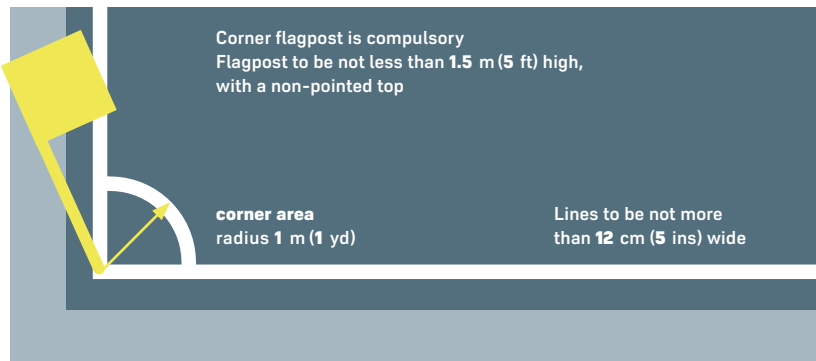 Corner flagpost is compulsory
Flagpost to be not less than 1.5 m (5 ft) high,
with a non-pointed top
corner area
radius 1 m (1 yd)
Lines to be not more
than 12 cm (5 ins) wide